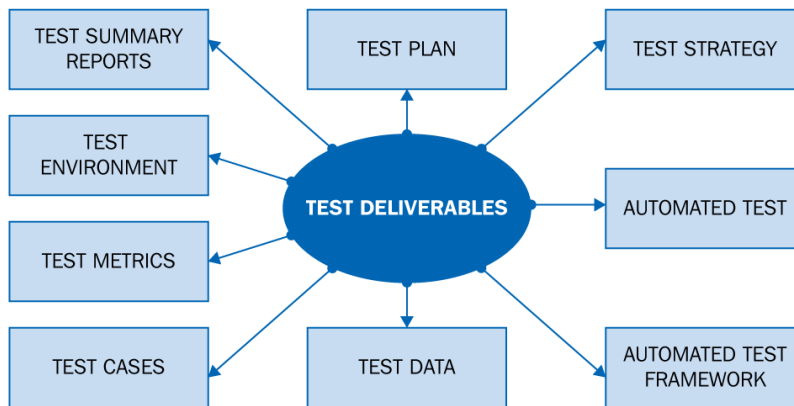 TEST SUMMARY
REPORTS
TEST PLAN
TEST STRATEGY
TEST
ENVIRONMENT
TEST DELIVERABLES
AUTOMATED TEST
TEST METRICS
TEST CASES
TEST DATA
AUTOMATED TEST
FRAMEWORK